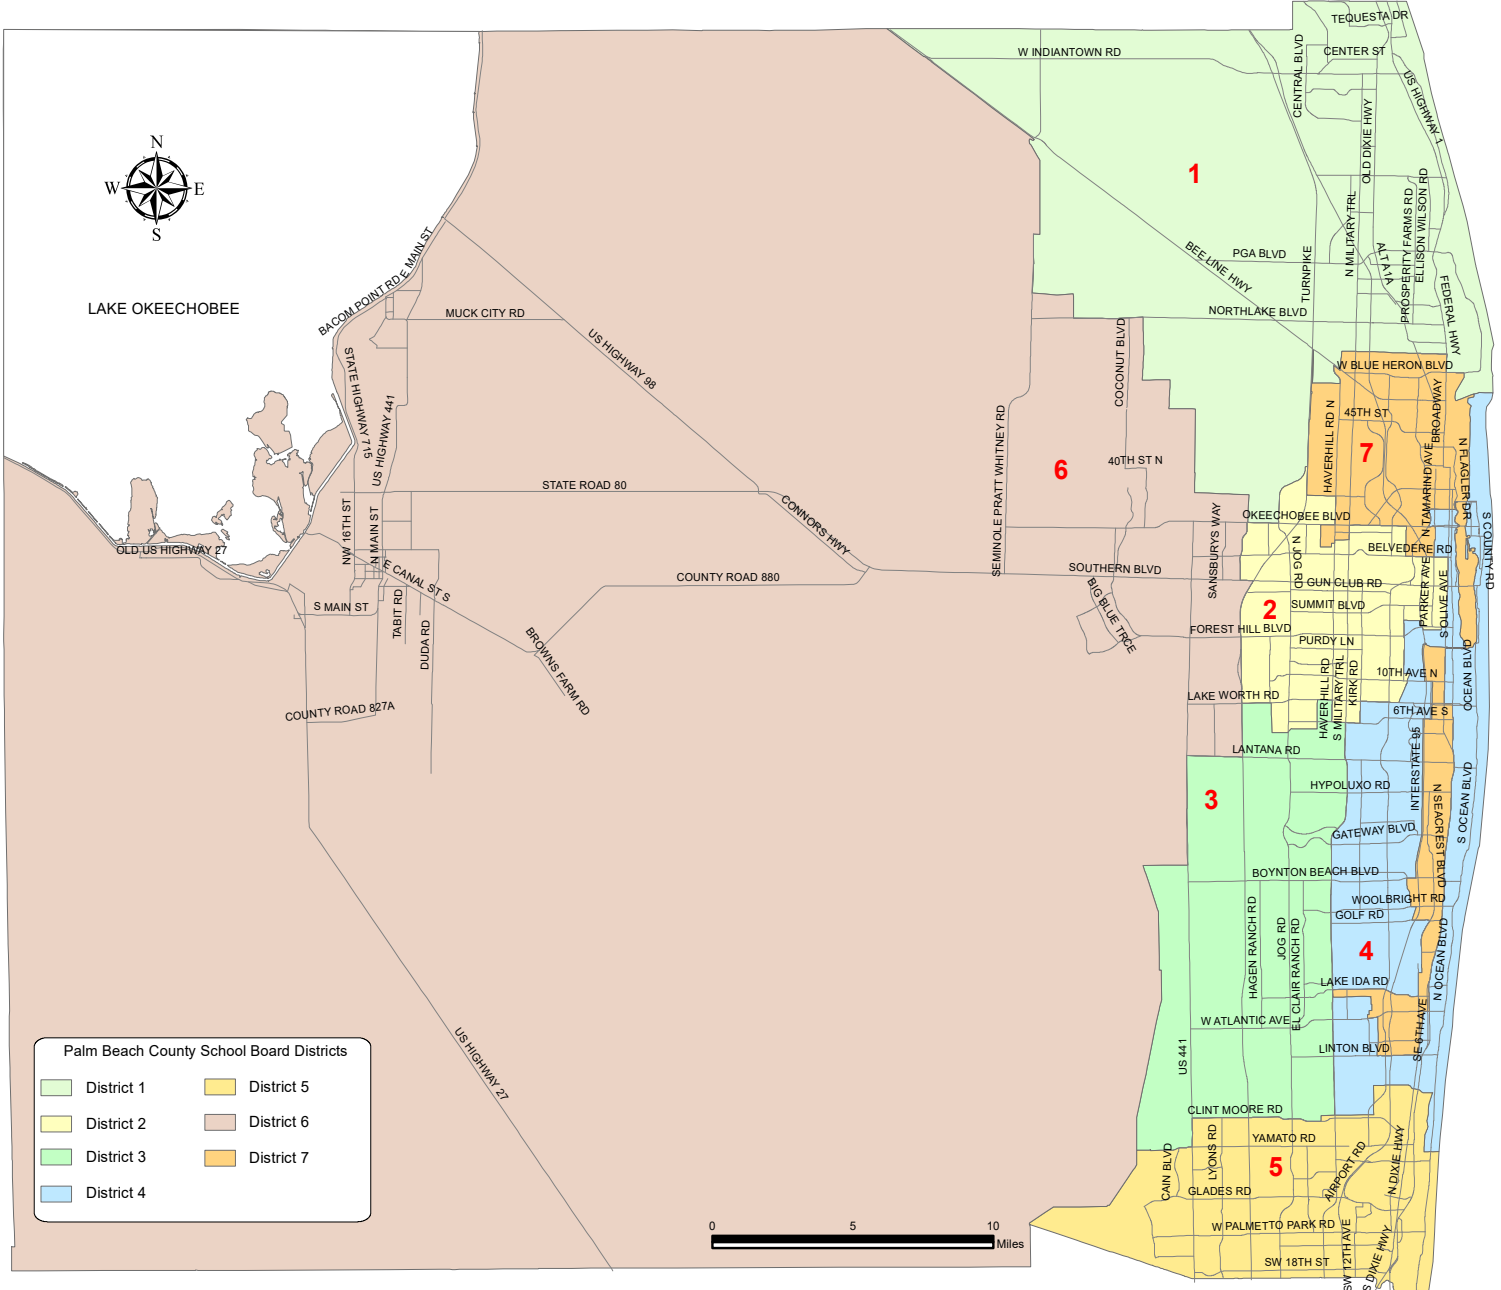 TEQUESTA DR
W INDIANTOWN RD
CENTER ST
CENTRAL BLVD
US HIGHWAY 1
OLD DIXIE HWY
N
W
E
S
1
N MILITARY TRL
PROSPERITY FARMS RD
ELLISON WILSON RD
E MAIN ST
BEE LINE HWY
PGA BLVD
TURNPIKE
ALT A1A
BACOM POINT RD
FEDERAL HWY
LAKE OKEECHOBEE
MUCK CITY RD
NORTHLAKE BLVD
US HIGHWAY 98
COCONUT BLVD
W BLUE HERON BLVD
STATE HIGHWAY 715
US HIGHWAY 441
SEMINOLE PRATT WHITNEY RD
HAVERHILL RD N
45TH ST
BROADWAY
7
6
40TH ST N
N TAMARIND AVE
N FLAGLER DR
STATE ROAD 80
CONNORS HWY
OKEECHOBEE BLVD
S COUNTY RD
NW 16TH ST
N MAIN ST
SANSBURYS WAY
N JOG RD
BELVEDERE RD
OLD US HIGHWAY 27
E CANAL ST S
COUNTY ROAD 880
SOUTHERN BLVD
GUN CLUB RD
PARKER AVE
S OLIVE AVE
S MAIN ST
TABIT RD
DUDA RD
BIG BLUE TRCE
2
SUMMIT BLVD
FOREST HILL BLVD
PURDY LN
BROWNS FARM RD
HAVERHILL RD
S MILITARY TRL
KIRK RD
10TH AVE N
OCEAN BLVD
COUNTY ROAD 827A
LAKE WORTH RD
6TH AVE S
LANTANA RD
INTERSTATE 95
3
HYPOLUXO RD
N SEACREST BLVD
S OCEAN BLVD
GATEWAY BLVD
BOYNTON BEACH BLVD
WOOLBRIGHT RD
GOLF RD
HAGEN RANCH RD
JOG RD
EL CLAIR RANCH RD
4
N OCEAN BLVD
LAKE IDA RD
W ATLANTIC AVE
SE 6TH AVE
US 441
LINTON BLVD
US HIGHWAY 27
CLINT MOORE RD
YAMATO RD
LYONS RD
CAIN BLVD
5
AIRPORT RD
N DIXIE HWY
GLADES RD
W PALMETTO PARK RD
SW 12TH AVE
S DIXIE HWY
SW 18TH ST
Palm Beach County School Board Districts
District 1
District 2
District 3
District 4
District 5
District 6
District 7
0
5
10
Miles